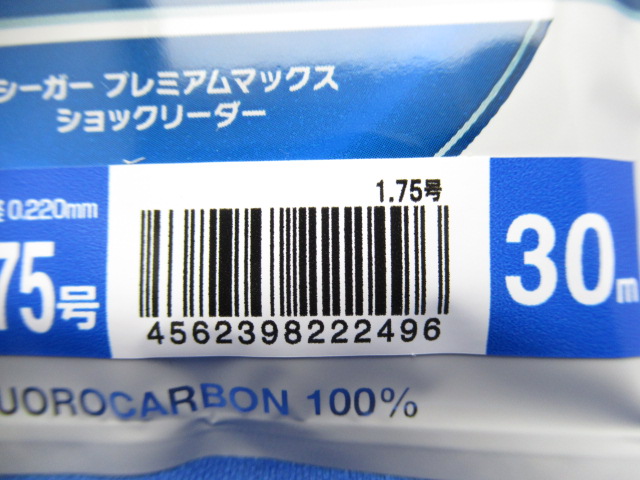 シーガー プレミアムマックス
ショックリーダー
1.75号
0.220mm
75号
4562398222496
30m
UOROCARBON 100%